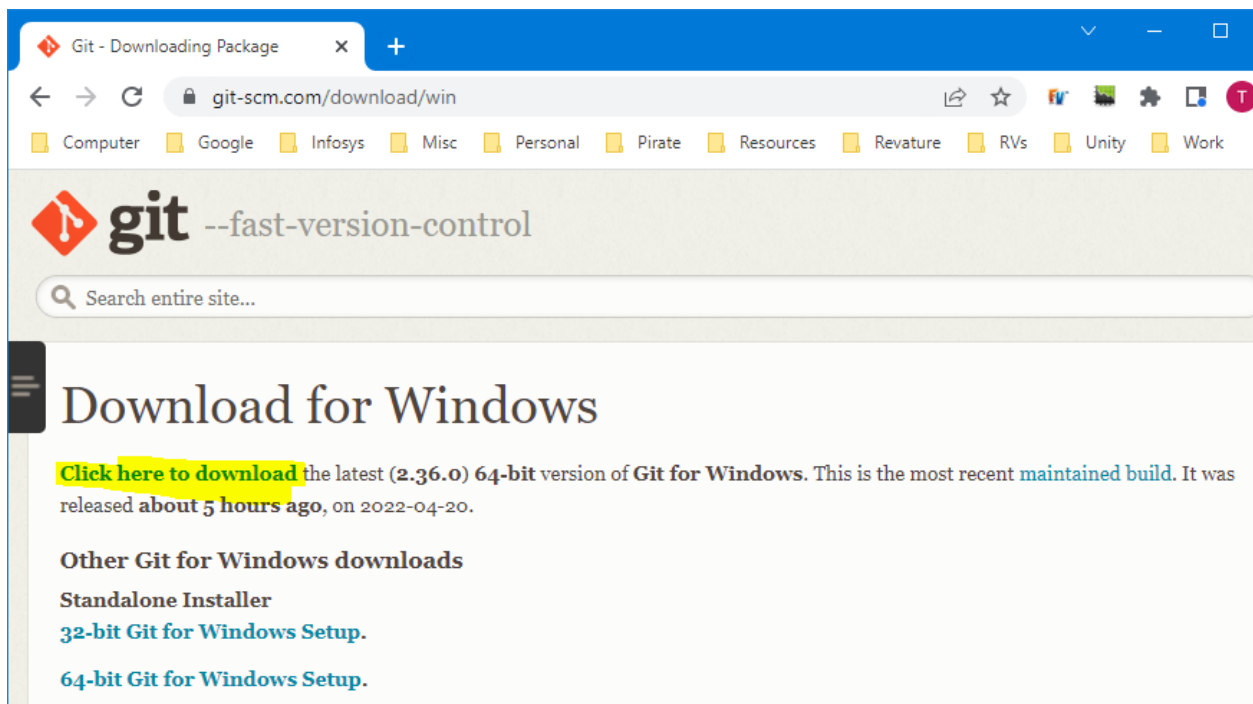 Git - Downloading Package
git-scm.com/download/win
T
Computer Google Infosys Misc Personal Pirate Resources Revature RVs Unity Work
git --fast-version-control
Search entire site...
Download for Windows
Click here to download the latest (2.36.0) 64-bit version of Git for Windows. This is the most recent maintained build. It was
released about 5 hours ago, on 2022-04-20.
Other Git for Windows downloads
Standalone Installer
32-bit Git for Windows Setup.
64-bit Git for Windows Setup.